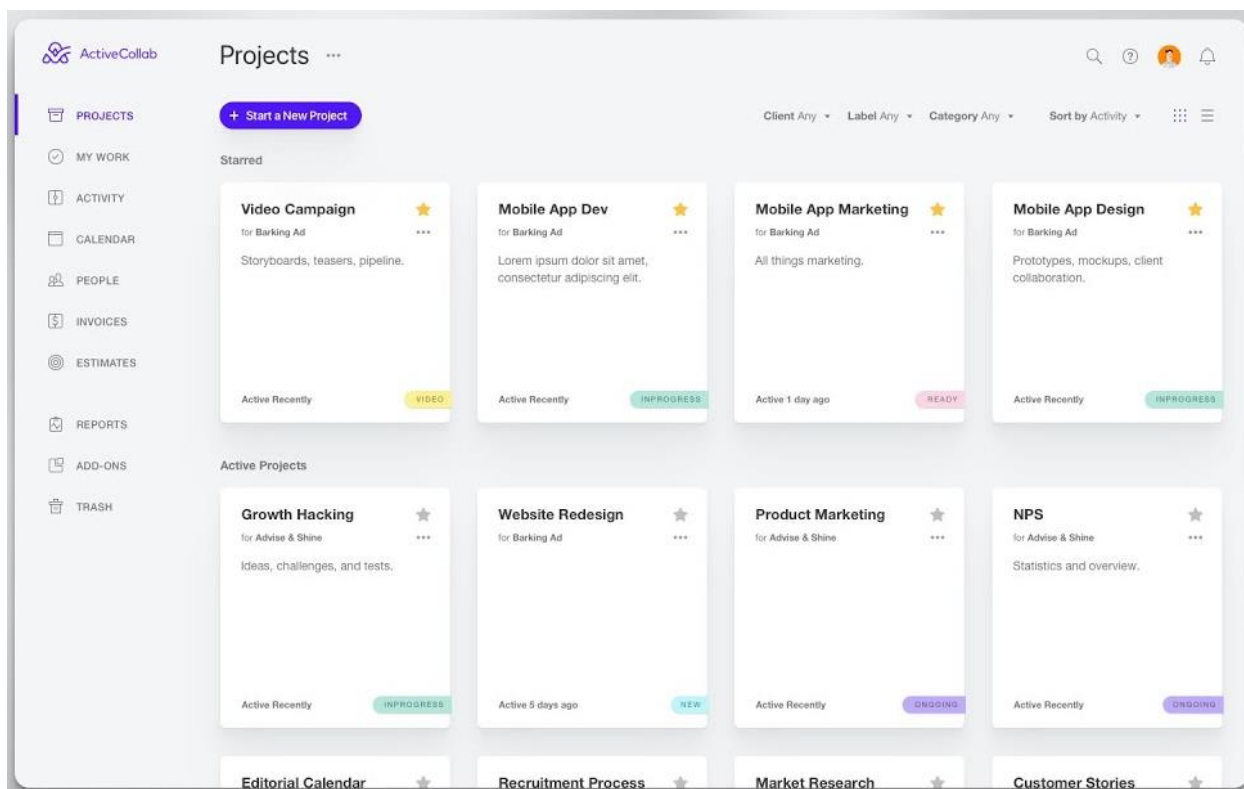 ActiveCollab
Projects
PROJECTS
MY WORK
ACTIVITY
CALENDAR
PEOPLE
INVOICES
ESTIMATES
REPORTS
ADD-ONS
TRASH
+ Start a New Project
Client Any
Label Any
Category Any
Sort by Activity
Starred
Video Campaign
for Barking Ad
Storyboards, teasers, pipeline.
Active Recently
VIDEO
Mobile App Dev
for Barking Ad
Lorem ipsum dolor sit amet,
consectetur adipiscing elit.
Active Recently
INPROGRESS
Mobile App Marketing
for Barking Ad
All things marketing.
Active 1 day ago
READY
Mobile App Design
for Barking Ad
Prototypes, mockups, client
collaboration.
Active Recently
INPROGRESS
Active Projects
Growth Hacking
for Advise & Shine
Ideas, challenges, and tests.
Active Recently
INPROGRESS
Website Redesign
for Barking Ad
Active 5 days ago
NEW
Product Marketing
for Advise & Shine
Active Recently
ONGOING
NPS
for Advise & Shine
Statistics and overview.
Active Recently
ONGOING
Editorial Calendar
Recruitment Process
Market Research
Customer Stories